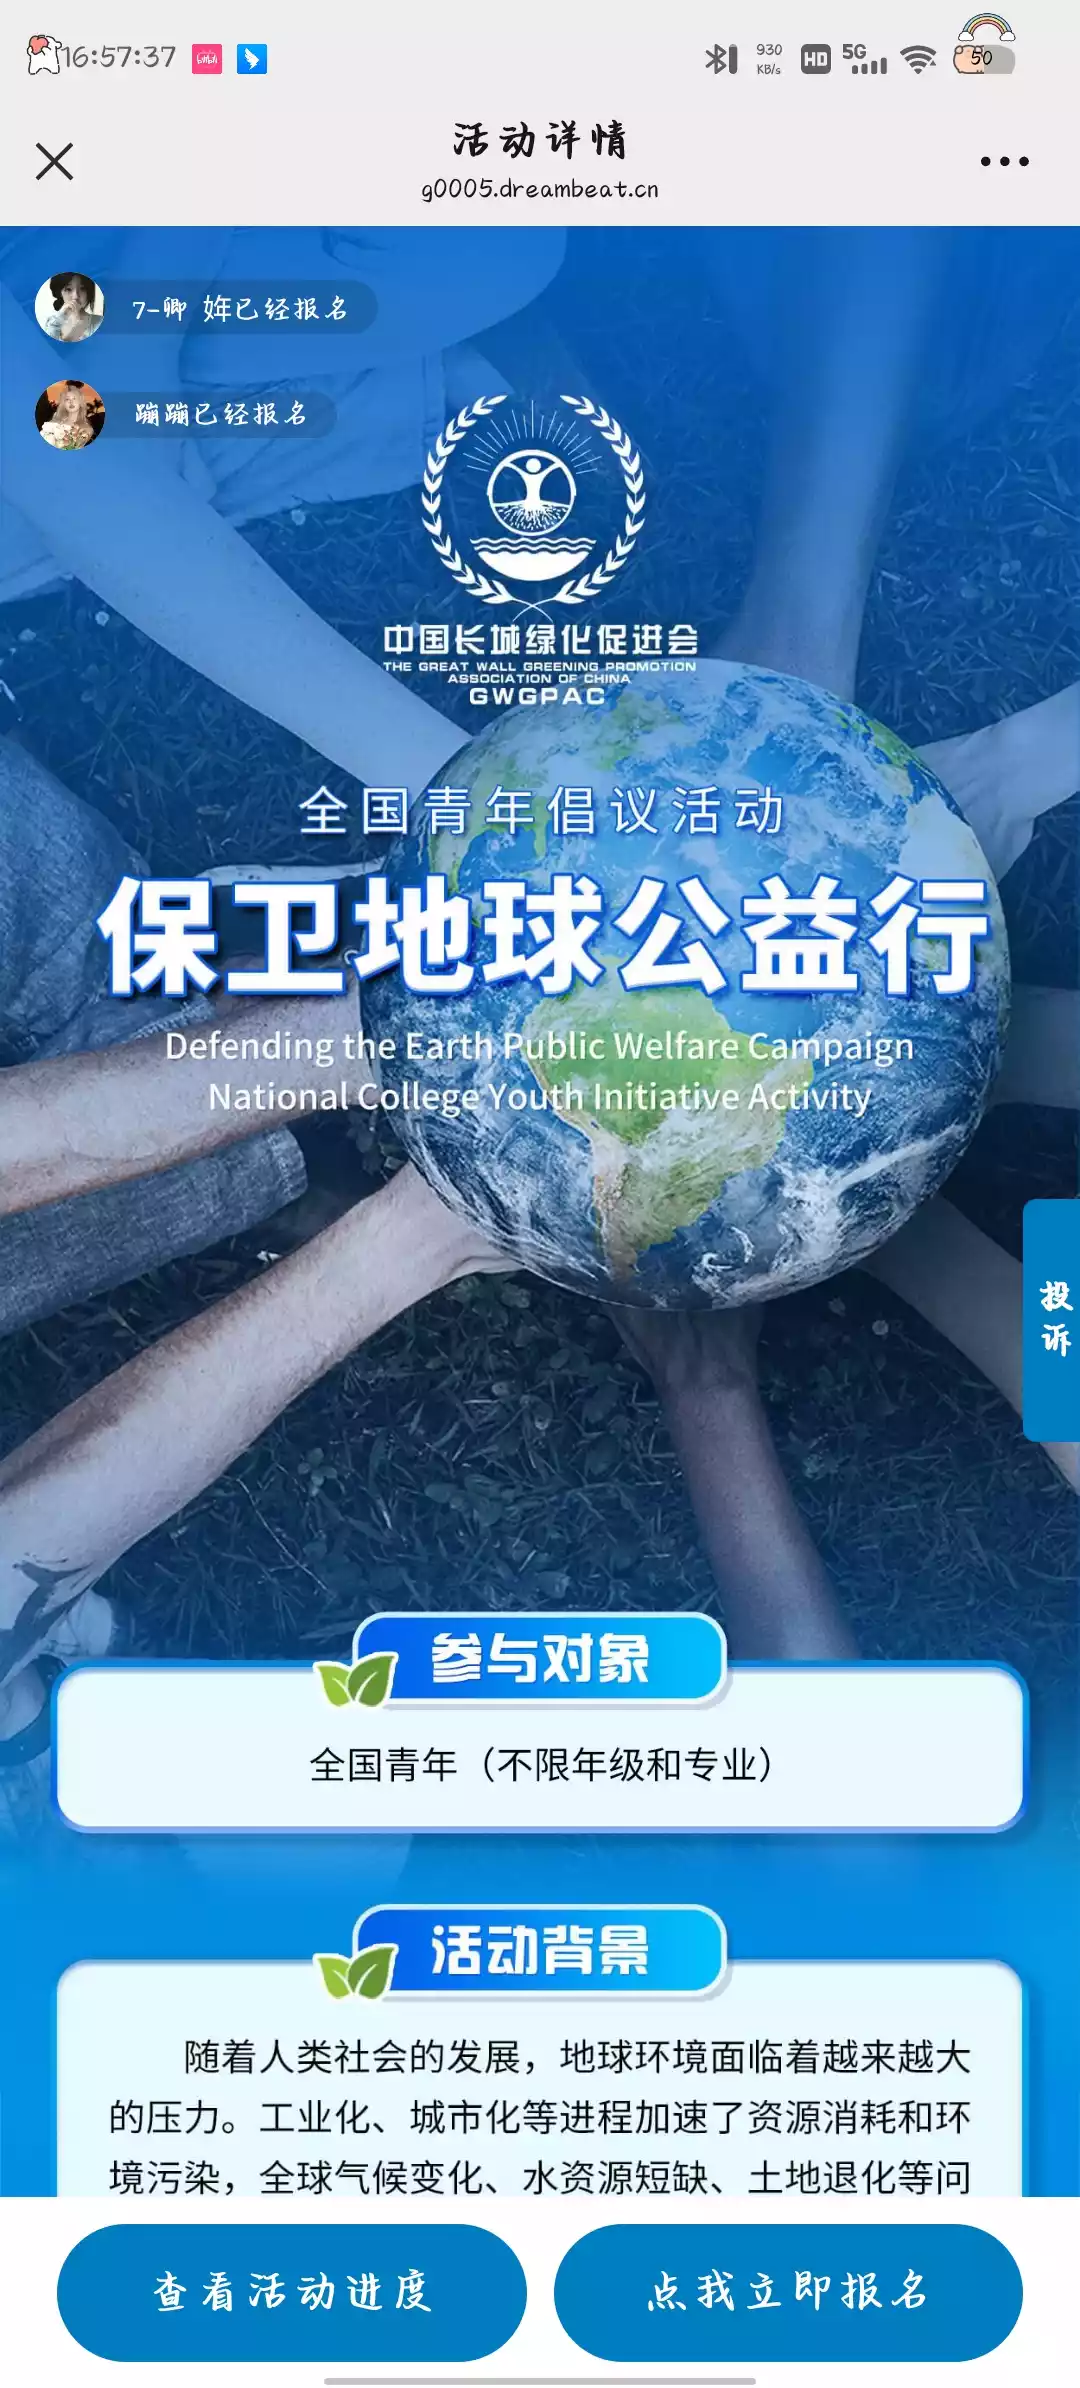 16:57:37
bilibili
930
KB/s
HD
5G
50
活动详情
g0005.dreambeat.cn
7-卿 姩已经报名
蹦蹦已经报名
中国长城绿化促进会
THE GREAT WALL GREENING PROMOTION
ASSOCIATION OF CHINA
GWGPAC
全国青年倡议活动
保卫地球公益行
Defending the Earth Public Welfare Campaign
National College Youth Initiative Activity
投诉
参与对象
全国青年（不限年级和专业）
活动背景
随着人类社会的发展，地球环境面临着越来越大
的压力。工业化、城市化等进程加速了资源消耗和环
境污染，全球气候变化、水资源短缺、土地退化等问
查看活动进度
点我立即报名